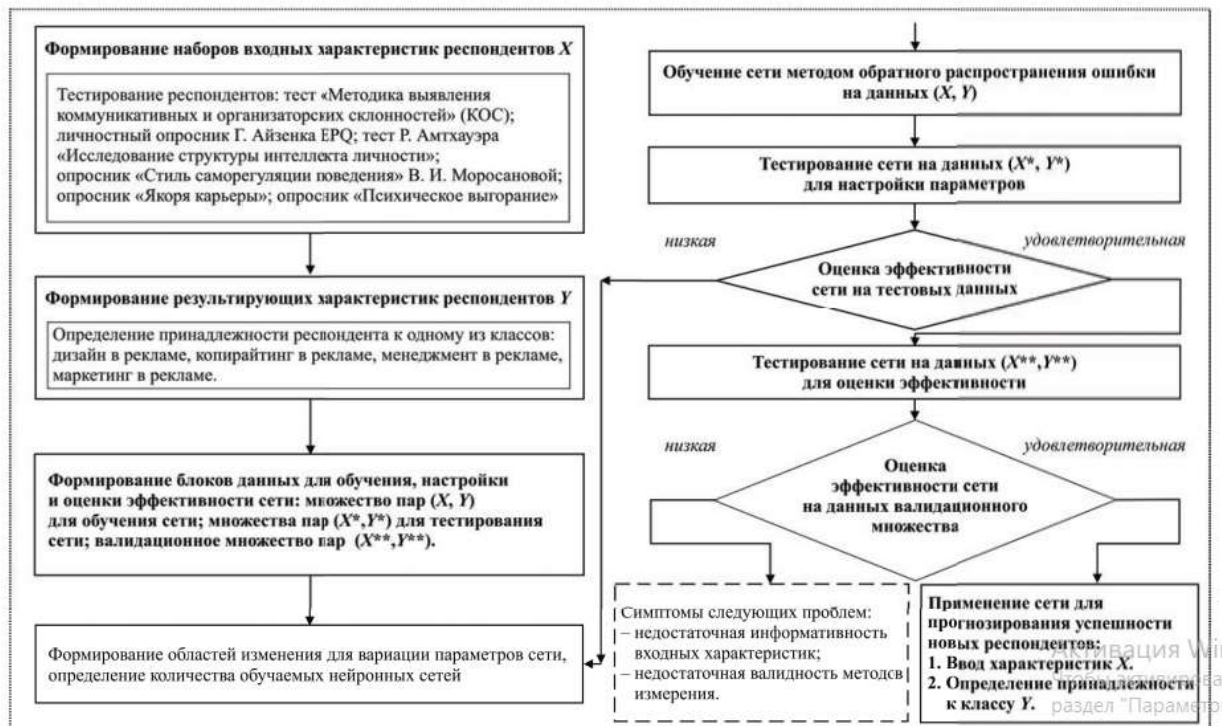 Формирование наборов входных характеристик респондентов X
Тестирование респондентов: тест «Методика выявления
коммуникативных и организаторских склонностей» (КОС);
личностный опросник Г. Айзенка EPQ; тест Р. Амтхауэра
«Исследование структуры интеллекта личности»;
опросник «Стиль саморегуляции поведения» В. И. Моросановой;
опросник «Якоря карьеры»; опросник «Психическое выгорание»
Формирование результирующих характеристик респондентов Y
Определение принадлежности респондента к одному из классов:
дизайн в рекламе, копирайтинг в рекламе, менеджмент в рекламе,
маркетинг в рекламе.
Формирование блоков данных для обучения, настройки
и оценки эффективности сети: множество пар (X, Y)
для обучения сети; множества пар (X*,Y*) для тестирования
сети; валидационное множество пар (X**,Y**).
Формирование областей изменения для вариации параметров сети,
определение количества обучаемых нейронных сетей
Обучение сети методом обратного распространения ошибки
на данных (X, Y)
Тестирование сети на данных (X*, Y*)
для настройки параметров
низкая
удовлетворительная
Оценка эффективности
сети на тестовых данных
Тестирование сети на данных (X**,Y**)
для оценки эффективности
низкая
удовлетворительная
Оценка
эффективности сети
на данных валидационного
множества
Симптомы следующих проблем:
– недостаточная информативность
входных характеристик;
– недостаточная валидность методов
измерения.
Применение сети для
прогнозирования успешности
новых респондентов:
1. Ввод характеристик X.
2. Определение принадлежности
к классу Y.
Активация Wi
Чтобы активирова
раздел "Параметр